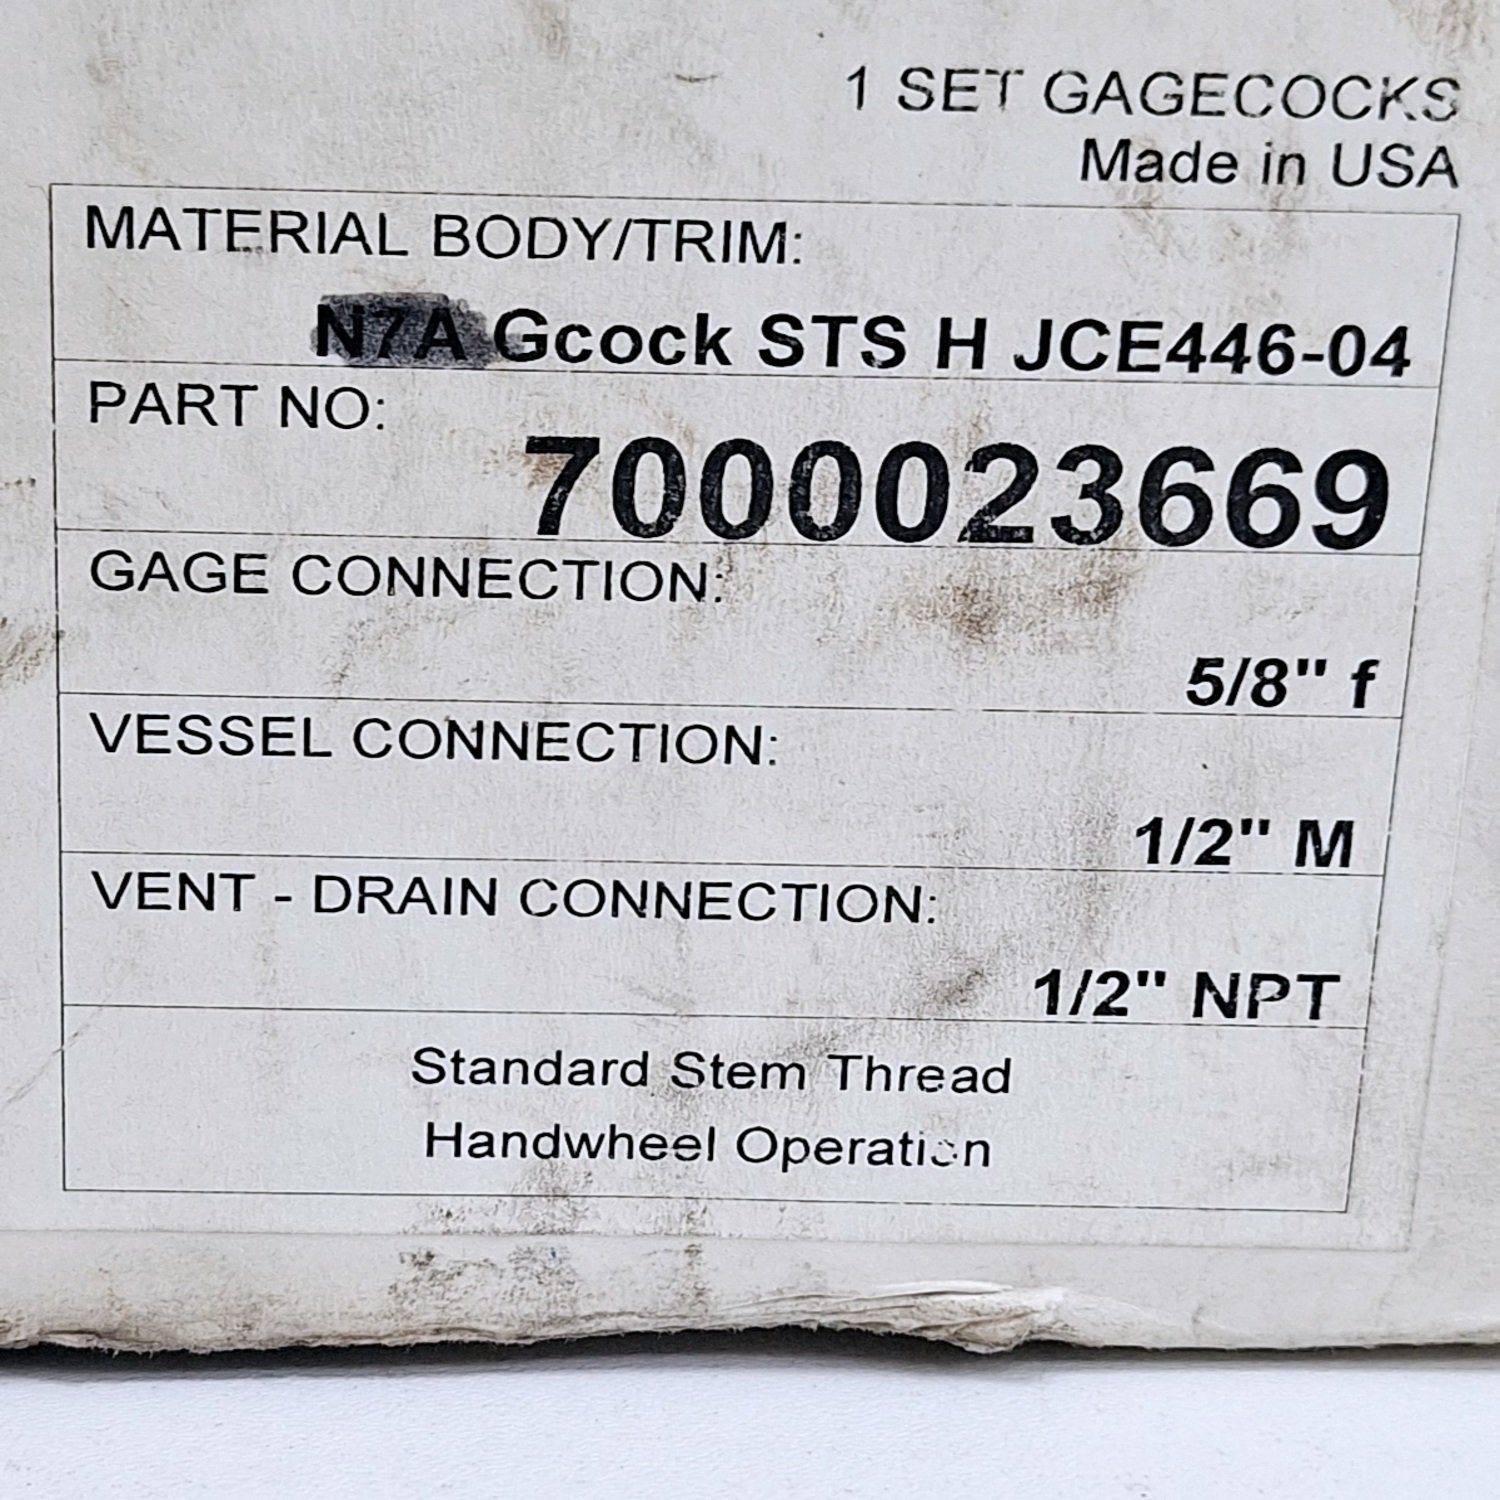 1 SET GAGECOCKS
Made in USA
MATERIAL BODY/TRIM:
N7A Gcock STS H JCE446-04
PART NO:
7000023669
GAGE CONNECTION:
5/8" f
VESSEL CONNECTION:
1/2" M
VENT - DRAIN CONNECTION:
1/2" NPT
Standard Stem Thread
Handwheel Operation